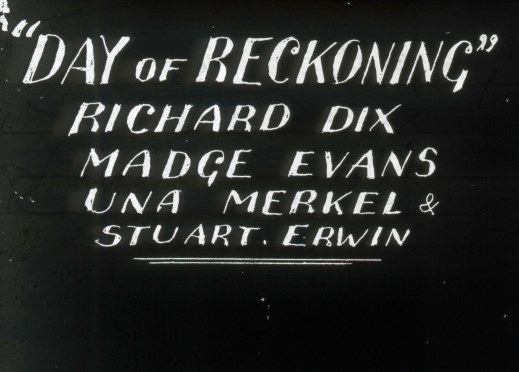 "DAY OF RECKONING"
RICHARD DIX
MADGE EVANS
UNA MERKEL &
STUART. ERWIN